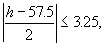 |h − 57.5 / 2| ≤ 3.25,